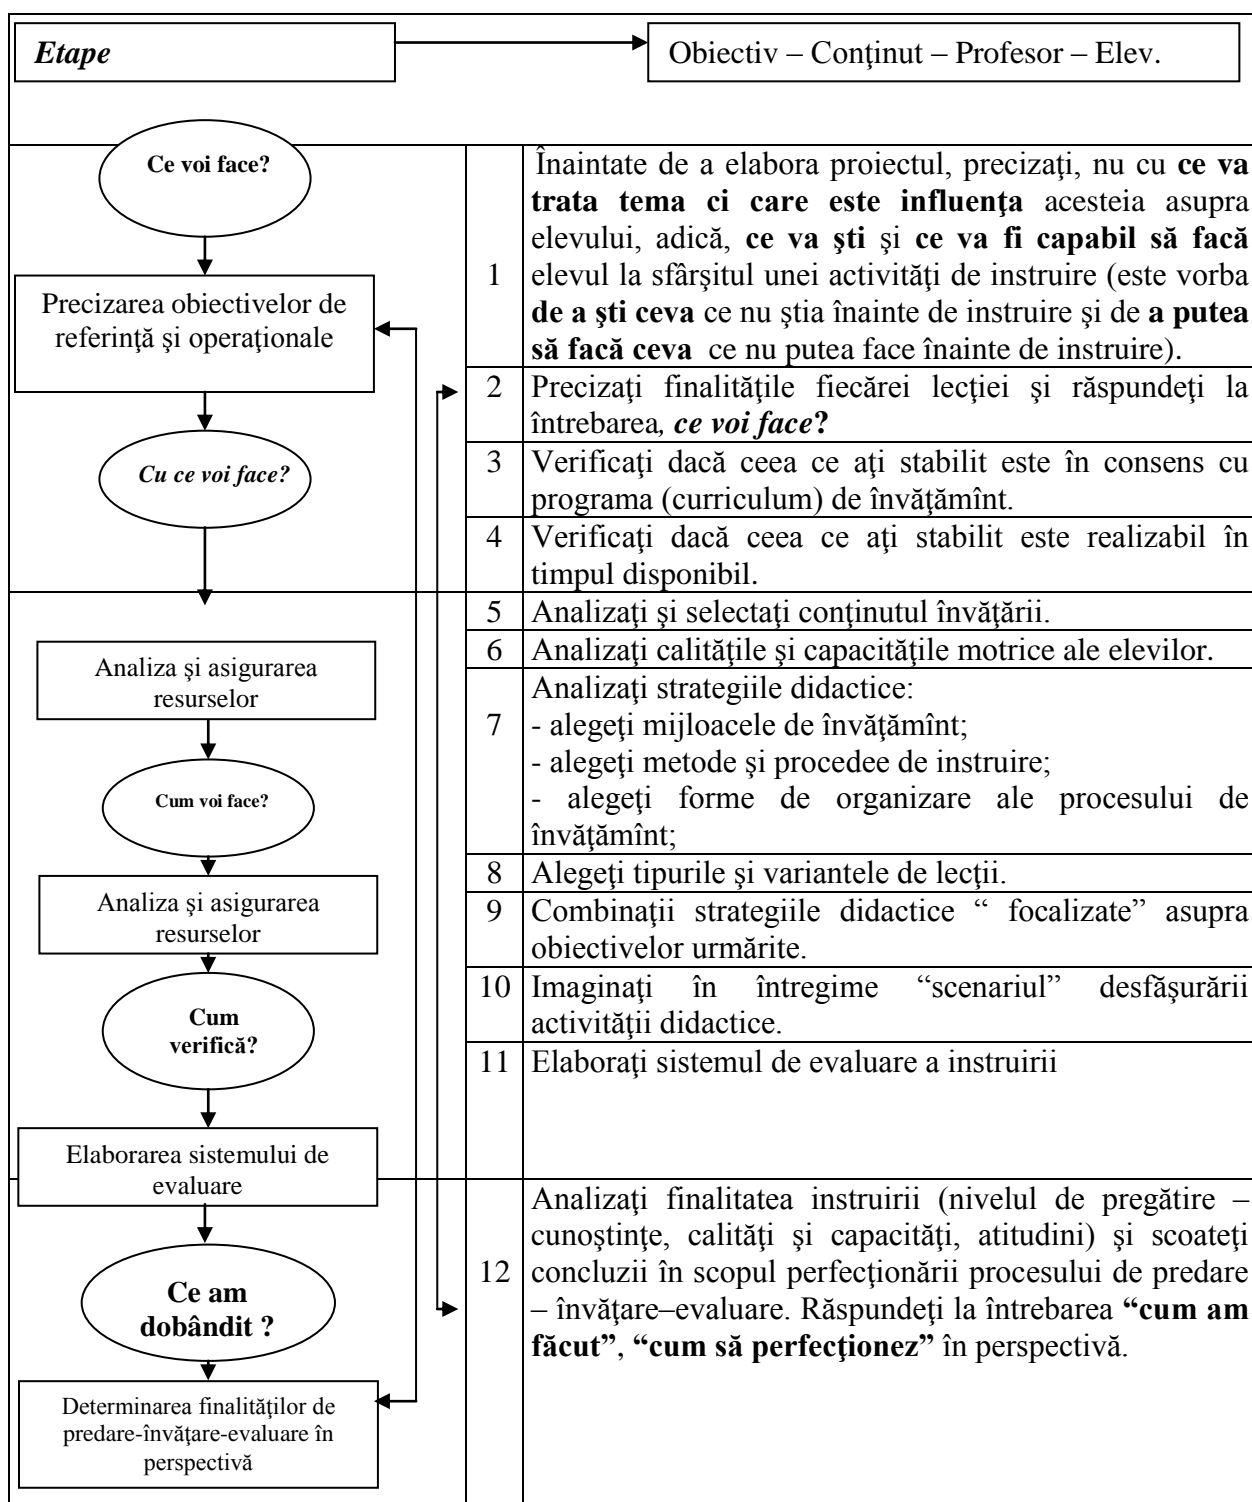 Etape
Obiectiv – Conţinut – Profesor – Elev.
Ce voi face?
Precizarea obiectivelor de
referinţă şi operaţionale
Cu ce voi face?
Analiza şi asigurarea
resurselor
Cum voi face?
Analiza şi asigurarea
resurselor
Cum
verifică?
Elaborarea sistemului de
evaluare
Ce am
dobândit ?
Determinarea finalităţilor de
predare-învăţare-evaluare în
perspectivă
1
Înaintate de a elabora proiectul, precizaţi, nu cu ce va
trata tema ci care este influenţa acesteia asupra
elevului, adică, ce va şti şi ce va fi capabil să facă
elevul la sfârşitul unei activităţi de instruire (este vorba
de a şti ceva ce nu ştia înainte de instruire şi de a putea
să facă ceva ce nu putea face înainte de instruire).
2
Precizaţi finalităţile fiecărei lecţiei şi răspundeţi la
întrebarea, ce voi face?
3
Verificaţi dacă ceea ce aţi stabilit este în consens cu
programa (curriculum) de învăţămînt.
4
Verificaţi dacă ceea ce aţi stabilit este realizabil în
timpul disponibil.
5
Analizaţi şi selectaţi conţinutul învăţării.
6
Analizaţi calităţile şi capacităţile motrice ale elevilor.
7
Analizaţi strategiile didactice:
- alegeţi mijloacele de învăţămînt;
- alegeţi metode şi procedee de instruire;
- alegeţi forme de organizare ale procesului de
învăţămînt;
8
Alegeţi tipurile şi variantele de lecţii.
9
Combinaţii strategiile didactice “ focalizate” asupra
obiectivelor urmărite.
10
Imaginaţi în întregime “scenariul” desfăşurării
activităţii didactice.
11
Elaboraţi sistemul de evaluare a instruirii
12
Analizaţi finalitatea instruirii (nivelul de pregătire –
cunoştinţe, calităţi şi capacităţi, atitudini) şi scoateţi
concluzii în scopul perfecţionării procesului de predare
– învăţare–evaluare. Răspundeţi la întrebarea “cum am
făcut”, “cum să perfecţionez” în perspectivă.